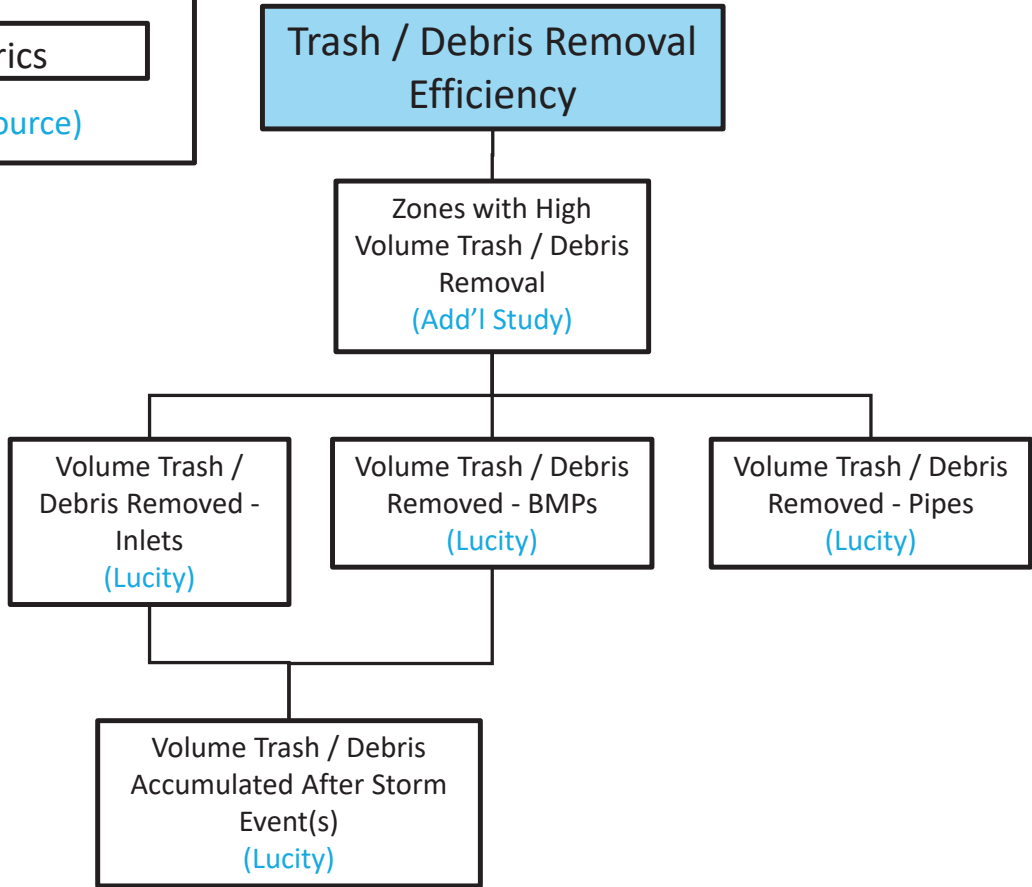 Trash / Debris Removal
Efficiency
Zones with High
Volume Trash / Debris
Removal
(Add'l Study)
Volume Trash /
Debris Removed -
Inlets
(Lucity)
Volume Trash / Debris
Removed - BMPs
(Lucity)
Volume Trash / Debris
Removed - Pipes
(Lucity)
Volume Trash / Debris
Accumulated After Storm
Event(s)
(Lucity)